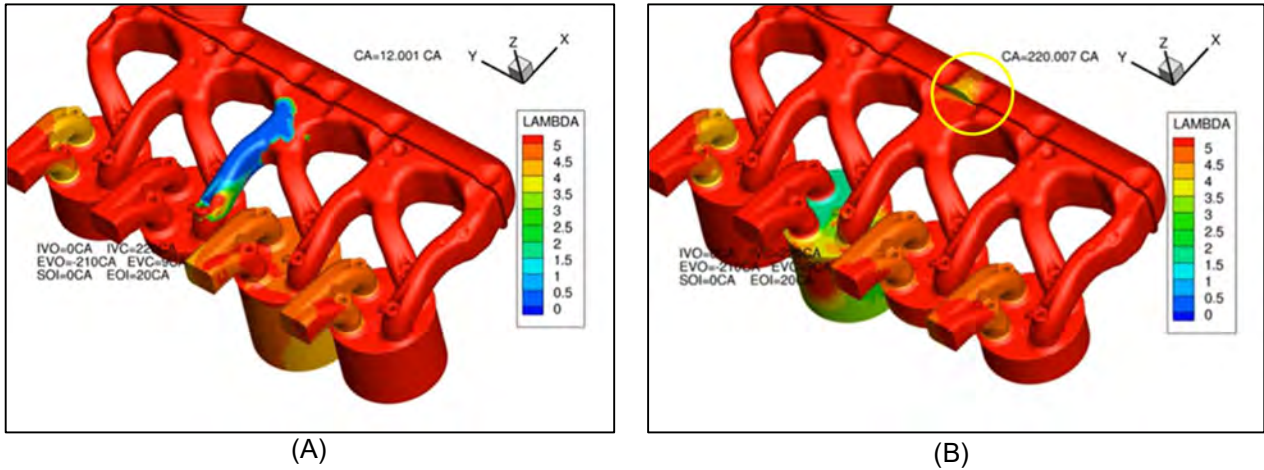 CA=12.001 CA
Z
X
Y
LAMBDA
5
4.5
4
3.5
3
2.5
2
1.5
1
0.5
0
IVO=0CA
EVO=-210CA
SOI=0CA EOI=20CA
(A)
CA=220.007 CA
Z
X
Y
LAMBDA
5
4.5
4
3.5
3
2.5
2
1.5
1
0.5
0
SOI=0CA EOI=20CA
(B)